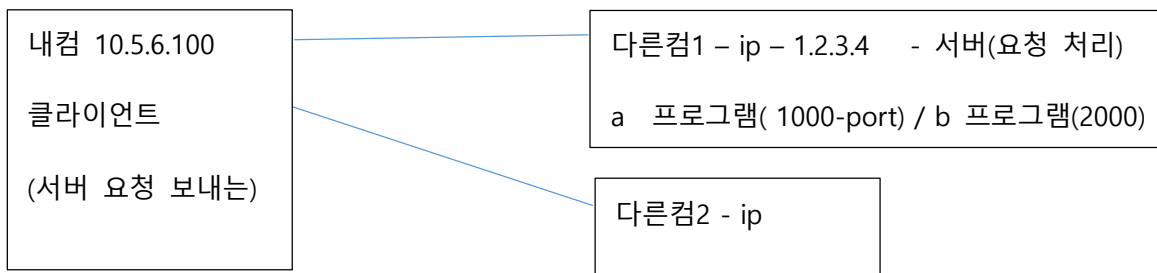 내컴 10.5.6.100
클라이언트
(서버 요청 보내는)
다른컴1 – ip – 1.2.3.4 - 서버(요청 처리)
a 프로그램( 1000-port) / b 프로그램(2000)
다른컴2 - ip